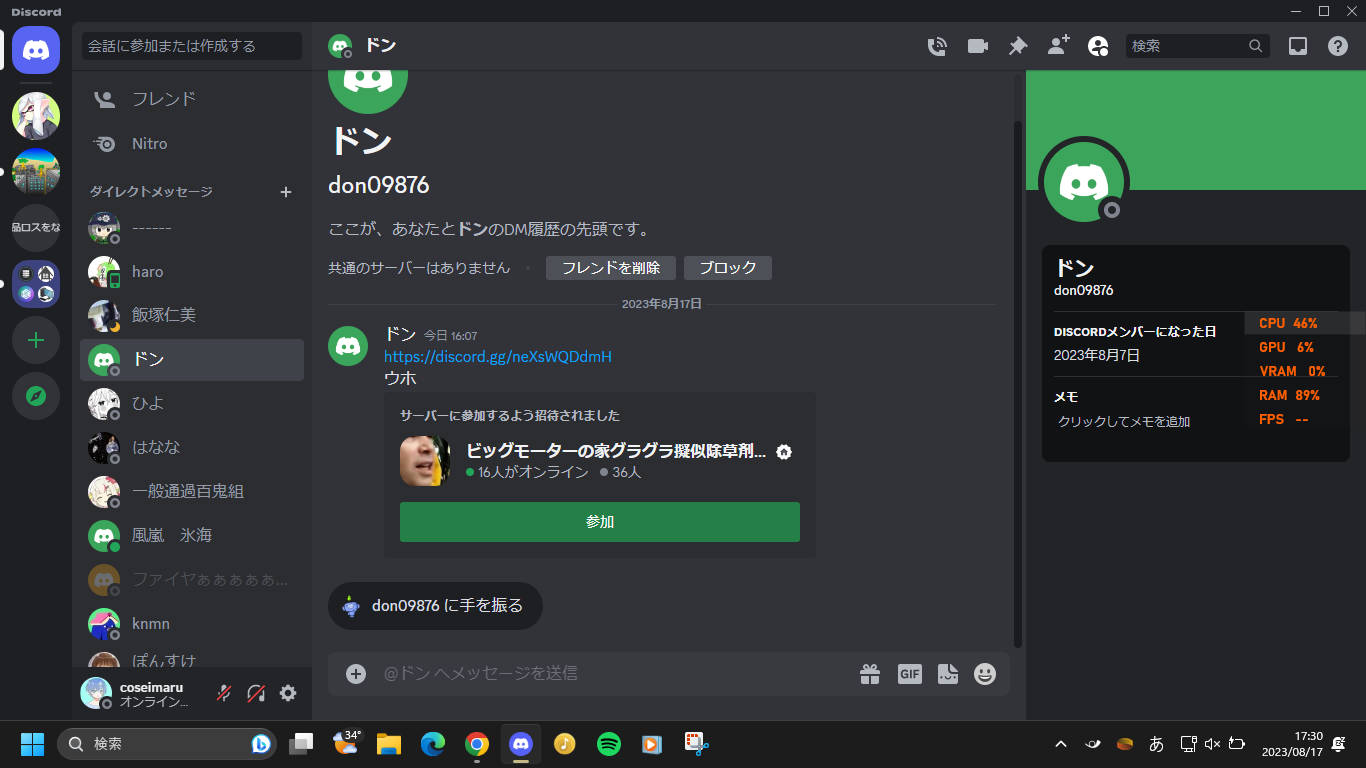 Discord
会話に参加または作成する
フレンド
Nitro
ダイレクトメッセージ
------
haro
飯塚仁美
ドン
ひよ
はなな
一般通過百鬼組
風嵐　氷海
ファイヤぁぁぁぁぁ...
knmn
ぽんすけ
coseimaru
オンライン...
品ロスをな
ドン
検索
ドン
don09876
ここが、あなたとドンのDM履歴の先頭です。
共通のサーバーはありません
フレンドを削除
ブロック
2023年8月17日
ドン 今日 16:07
https://discord.gg/neXsWQDdmH
ウホ
サーバーに参加するよう招待されました
ビッグモーターの家グラグラ擬似除草剤...
16人がオンライン 36人
参加
don09876 に手を振る
@ドン へメッセージを送信
GIF
ドン
don09876
DISCORDメンバーになった日
2023年8月7日
メモ
クリックしてメモを追加
CPU 46%
GPU 6%
VRAM 0%
RAM 89%
FPS --
検索
34°
あ
17:30
2023/08/17